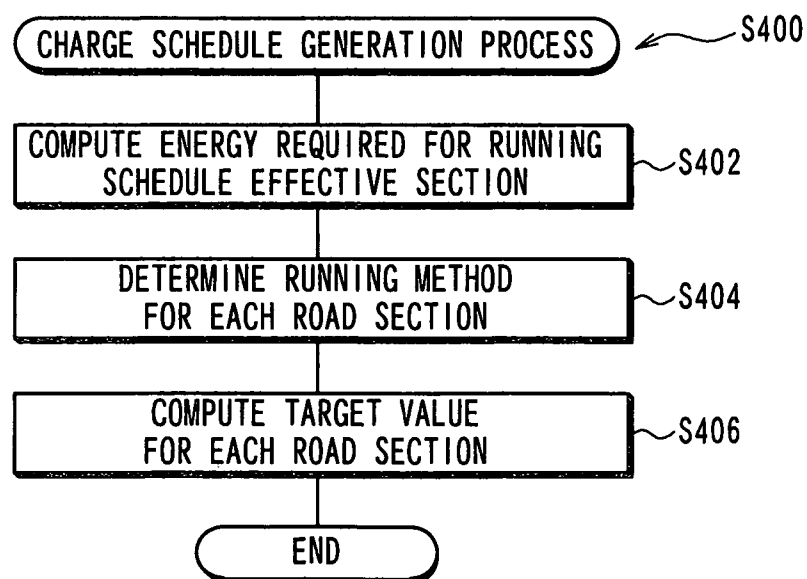 CHARGE SCHEDULE GENERATION PROCESS
S400
COMPUTE ENERGY REQUIRED FOR RUNNING
SCHEDULE EFFECTIVE SECTION
S402
DETERMINE RUNNING METHOD
FOR EACH ROAD SECTION
S404
COMPUTE TARGET VALUE
FOR EACH ROAD SECTION
S406
END